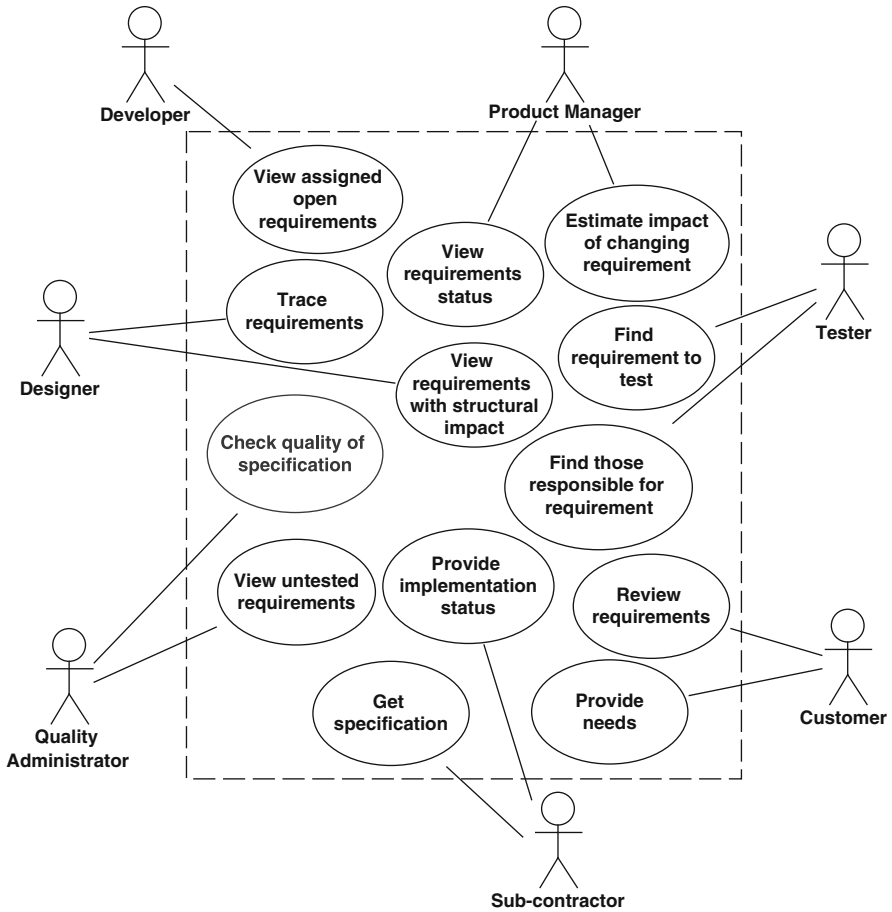 Developer
Product Manager
View assigned
open
requirements
Estimate impact
of changing
requirement
View
requirements
status
Trace
requirements
Find
requirement to
test
Tester
Designer
View
requirements
with structural
impact
Check quality of
specification
Find those
responsible for
requirement
View untested
requirements
Provide
implementation
status
Review
requirements
Get
specification
Provide
needs
Customer
Quality
Administrator
Sub-contractor